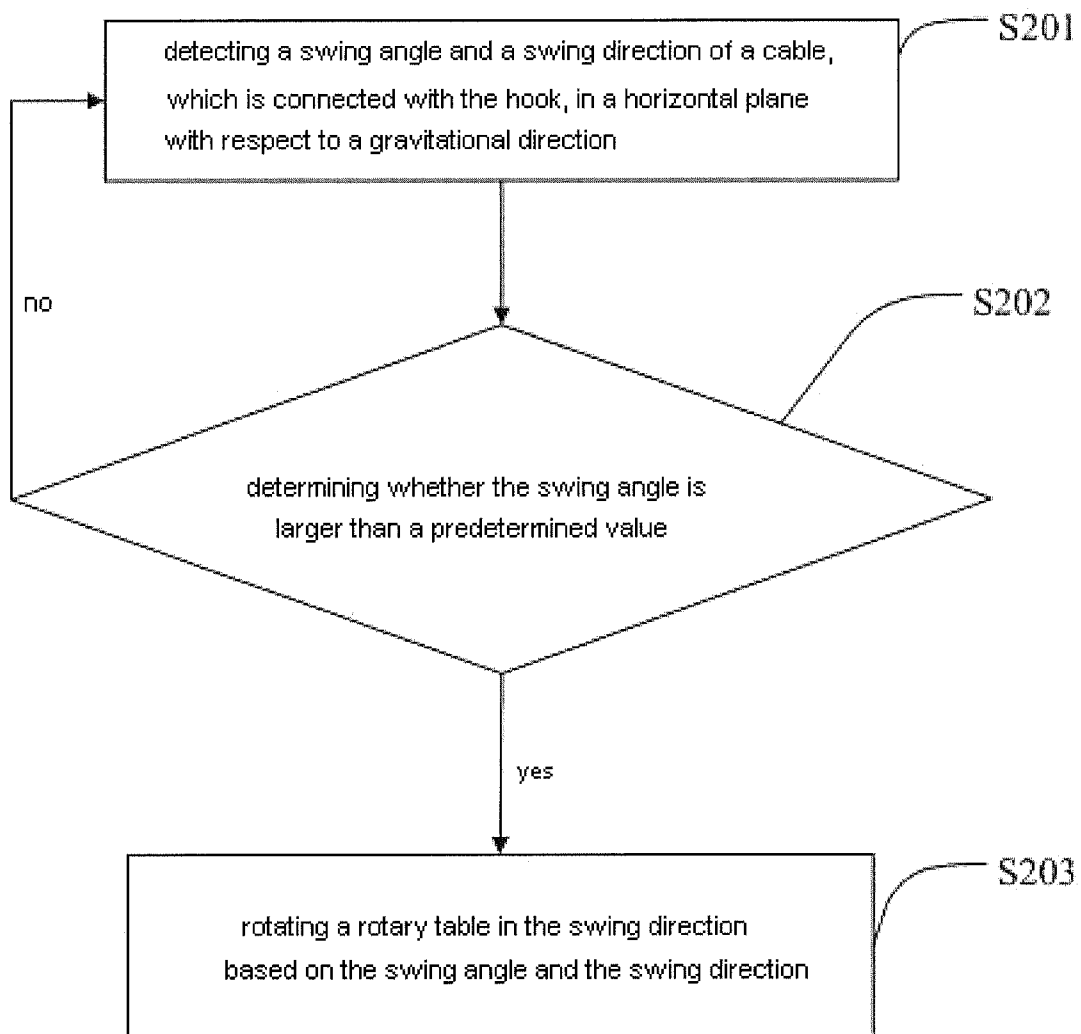 S201
detecting a swing angle and a swing direction of a cable,
which is connected with the hook, in a horizontal plane
with respect to a gravitational direction
no
S202
determining whether the swing angle is
larger than a predetermined value
yes
S203
rotating a rotary table in the swing direction
based on the swing angle and the swing direction